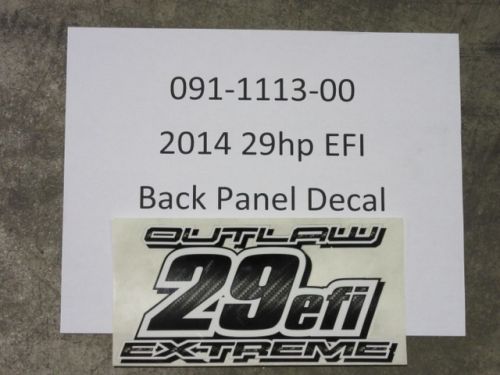 091-1113-00
2014 29hp EFI
Back Panel Decal
OUTLAW
29efi
EXTREME